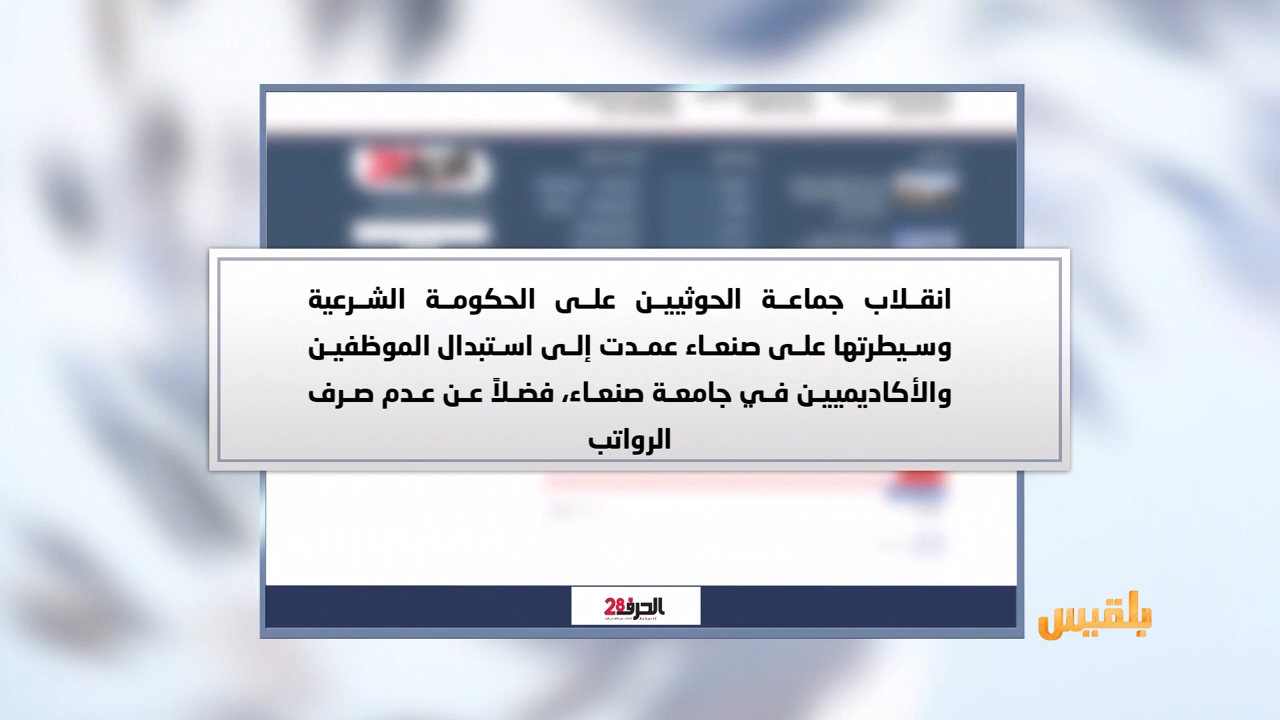 انقلاب جماعة الحوثيين على الحكومة الشرعية
وسيطرتها على صنعاء عمدت إلى استبدال الموظفين
والأكاديميين في جامعة صنعاء، فضلاً عن عدم صرف
الرواتب
الحرف28
بلقيس